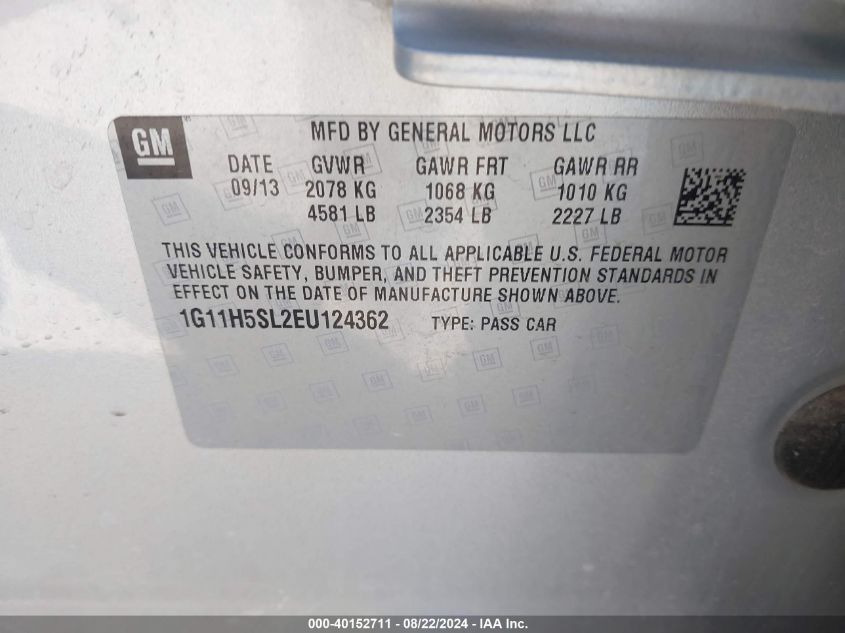 GM
MFD BY GENERAL MOTORS LLC
DATE GVWR GAWR FRT GAWR RR
09/13 2078 KG 1068 KG 1010 KG
4581 LB 2354 LB 2227 LB
THIS VEHICLE CONFORMS TO ALL APPLICABLE U.S. FEDERAL MOTOR
VEHICLE SAFETY, BUMPER, AND THEFT PREVENTION STANDARDS IN
EFFECT ON THE DATE OF MANUFACTURE SHOWN ABOVE.
1G11H5SL2EU124362 TYPE: PASS CAR
000-40152711 - 08/22/2024 - IAA Inc.